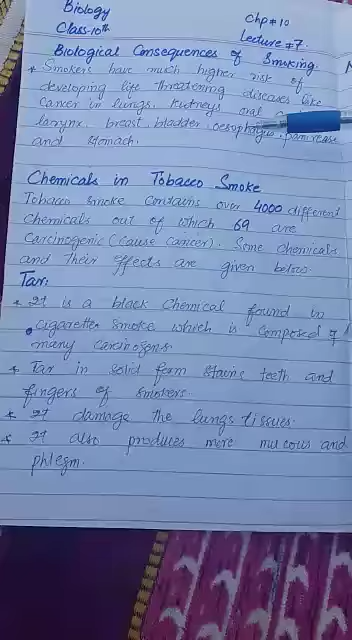 Biology
Chp#10
Class-10th
Lecture #7.
Biological Consequences of Smoking
* Smokers have much higher risk of
developing life threatening diseases like
Cancer in lungs, kidneys oral
larynx, breast, bladder, oesophagus, pancrease
and stomach.
Chemicals in Tobacco Smoke
Tobacco smoke contains over 4000 different
Chemicals out of which 69 are
Carcinogenic (cause cancer). Some chemicals
and their effects are given below.
Tar:
* It is a black chemical found in
cigarette smoke which is composed of
many carcinogens.
* Tar in solid form stains teeth and
fingers of smokers.
* It damage the lungs tissues.
* It also produces more mucous and
phlegm.